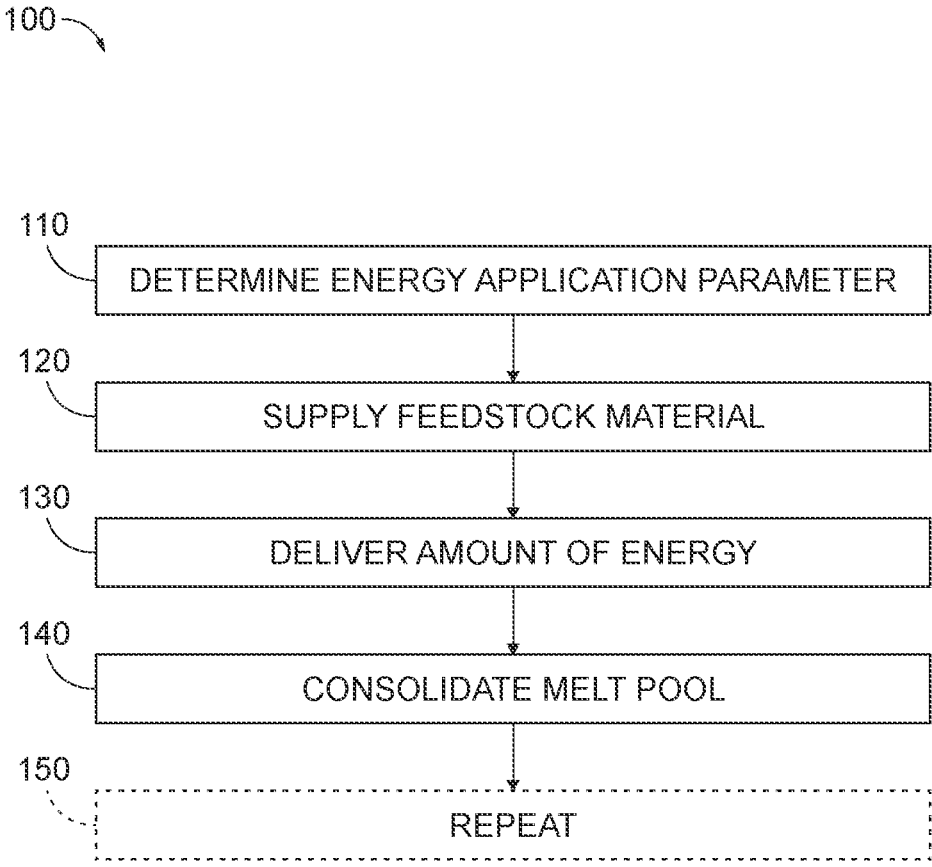 100
110
DETERMINE ENERGY APPLICATION PARAMETER
120
SUPPLY FEEDSTOCK MATERIAL
130
DELIVER AMOUNT OF ENERGY
140
CONSOLIDATE MELT POOL
150
REPEAT